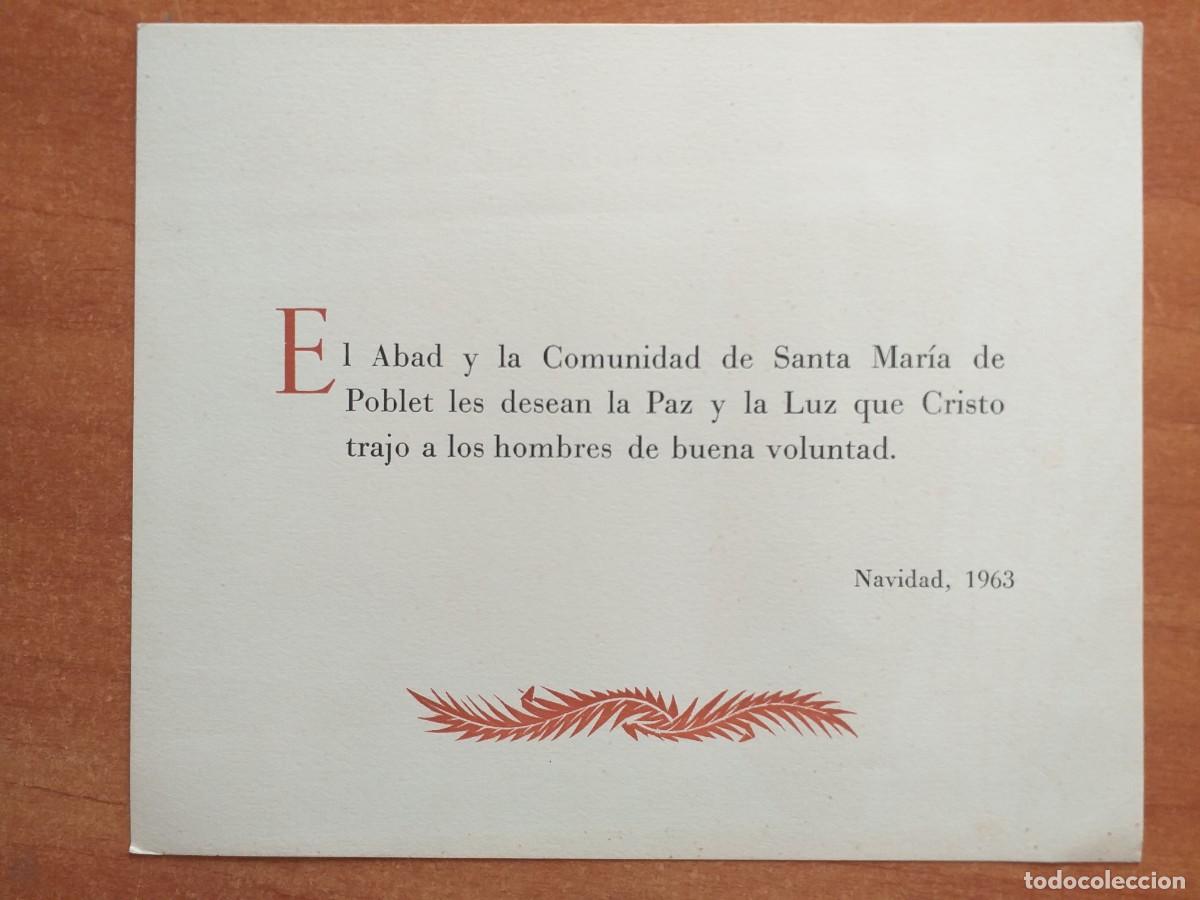 El Abad y la Comunidad de Santa María de
Poblet les desean la Paz y la Luz que Cristo
trajo a los hombres de buena voluntad.
Navidad, 1963
todocoleccion